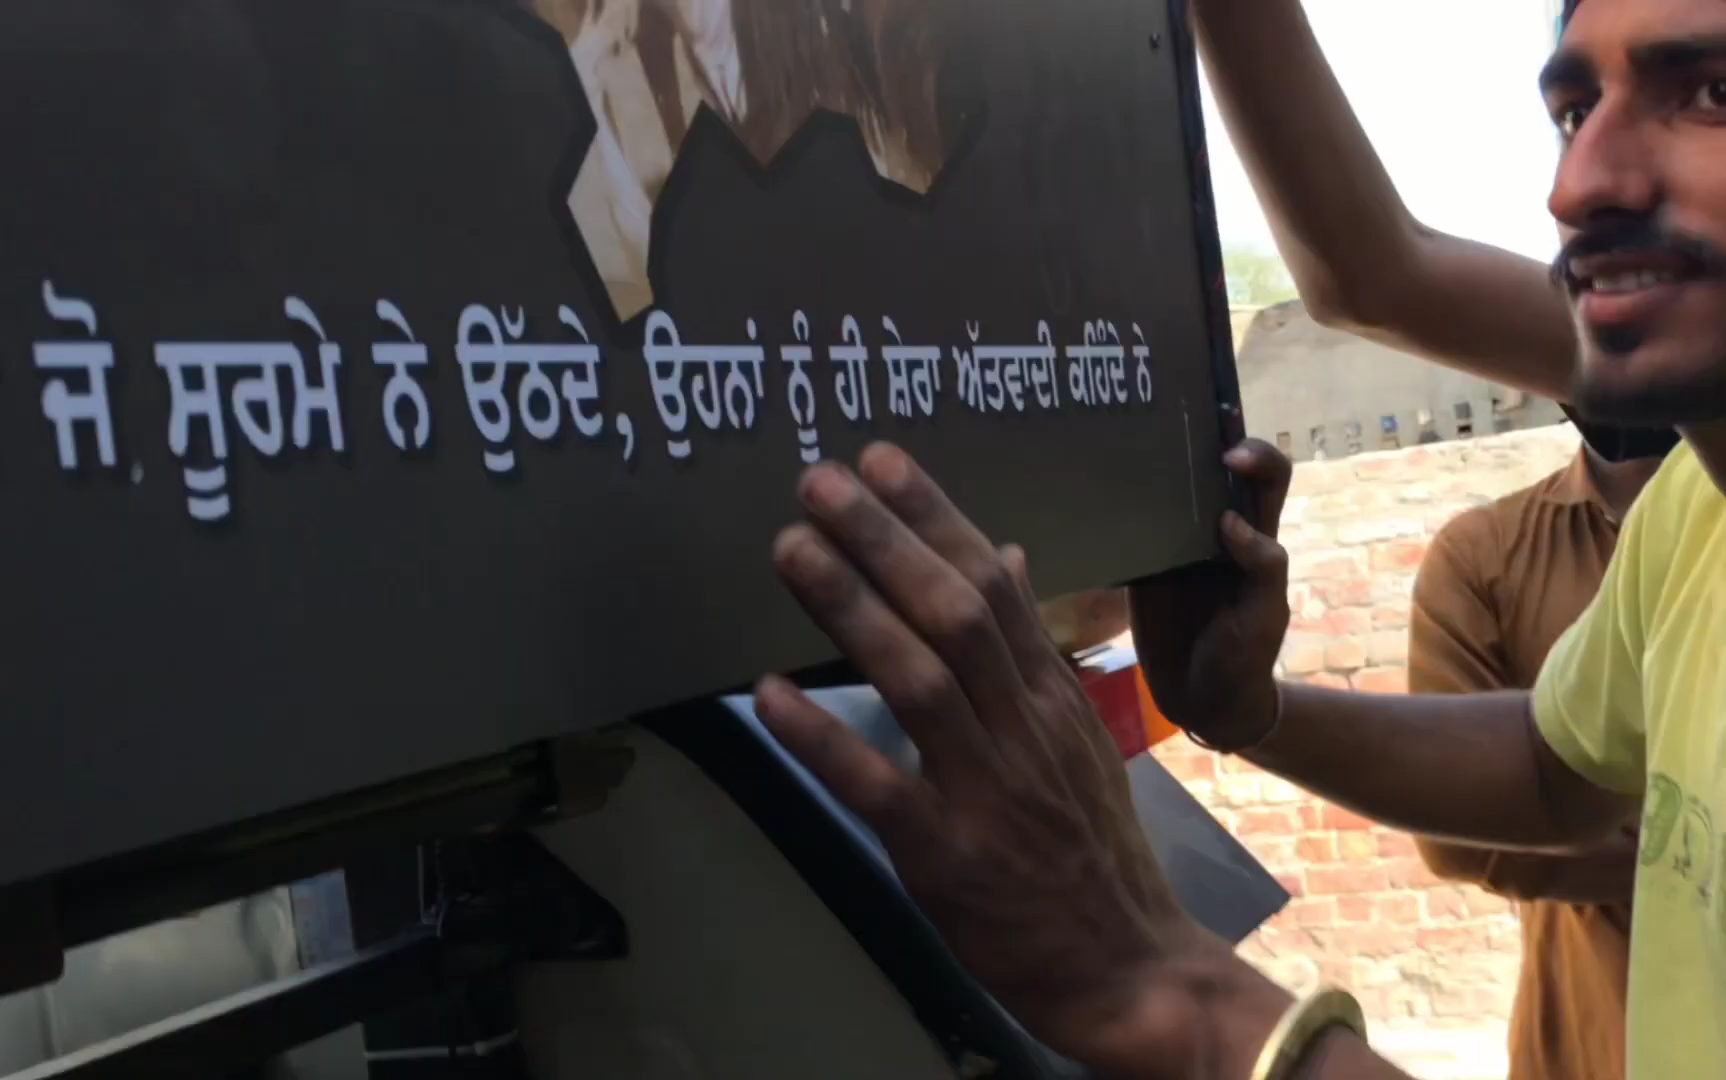 ਜੋ ਸੂਰਮੇ ਨੇ ਉੱਠਦੇ, ਉਹਨਾਂ ਨੂੰ ਹੀ ਸ਼ੇਰਾ ਅੱਤਵਾਦੀ ਕਹਿੰਦੇ ਨੇ